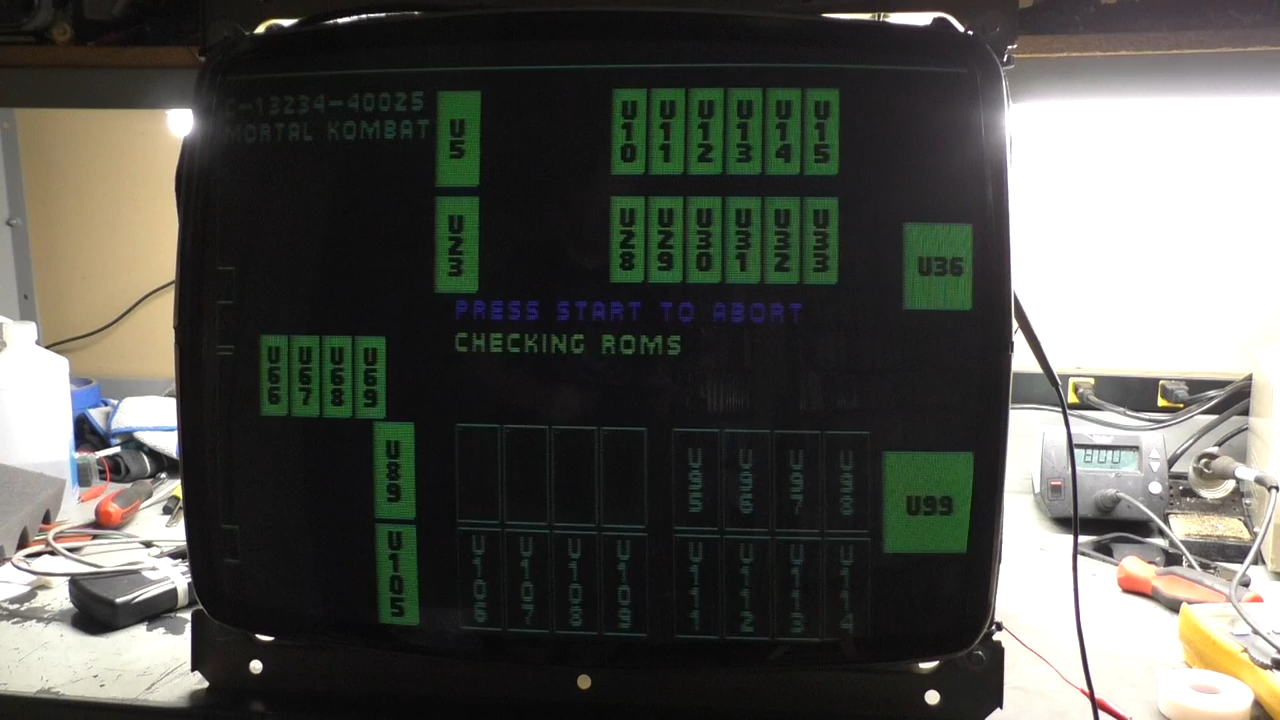 C-13234-40025
MORTAL KOMBAT
U5
U10 U11 U12 U13 U14 U15
U23
U28 U29 U30 U31 U32 U33
U36
PRESS START TO ABORT
CHECKING ROMS
U66 U67 U68 U69
U89
U95 U96 U97 U98
U99
U105
U106 U107 U108 U109
U111 U112 U113 U114
800